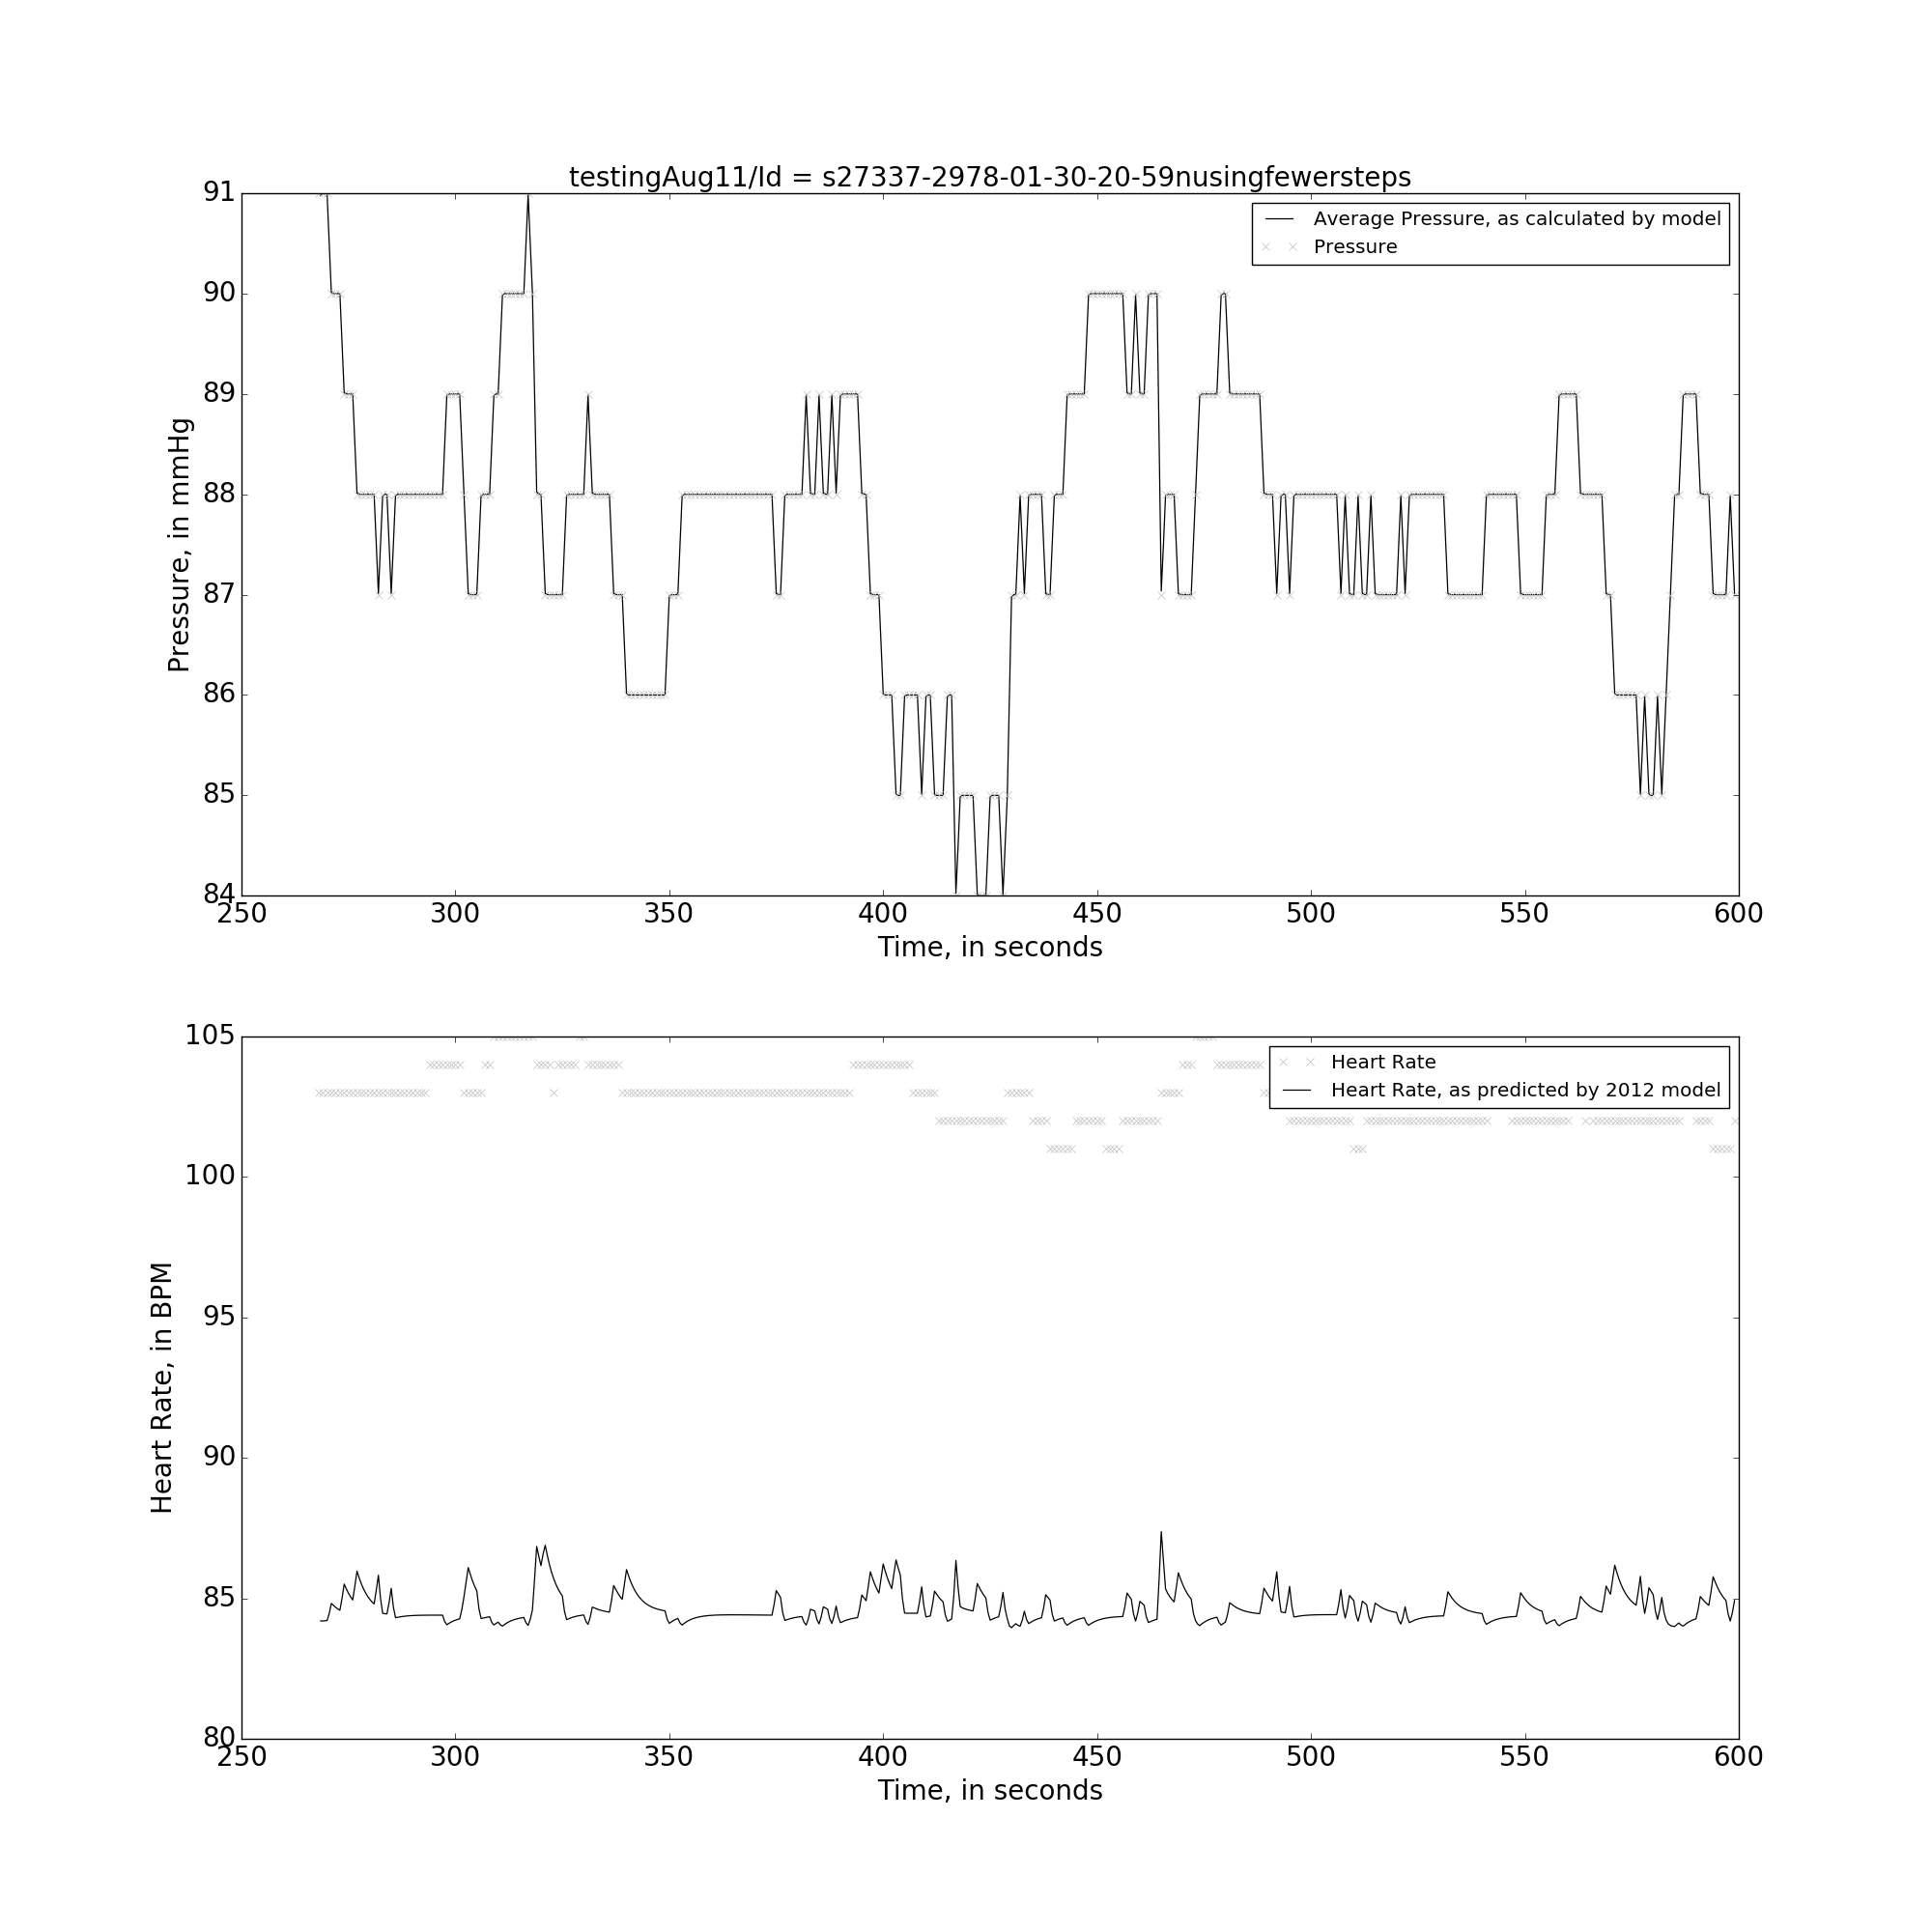 testingAug11/Id = s27337-2978-01-30-20-59nusingfewersteps
91
90
89
88
87
86
85
84
Pressure, in mmHg
Average Pressure, as calculated by model
Pressure
250 300 350 400 450 500 550 600
Time, in seconds
105
100
95
90
85
80
Heart Rate, in BPM
Heart Rate
Heart Rate, as predicted by 2012 model
250 300 350 400 450 500 550 600
Time, in seconds